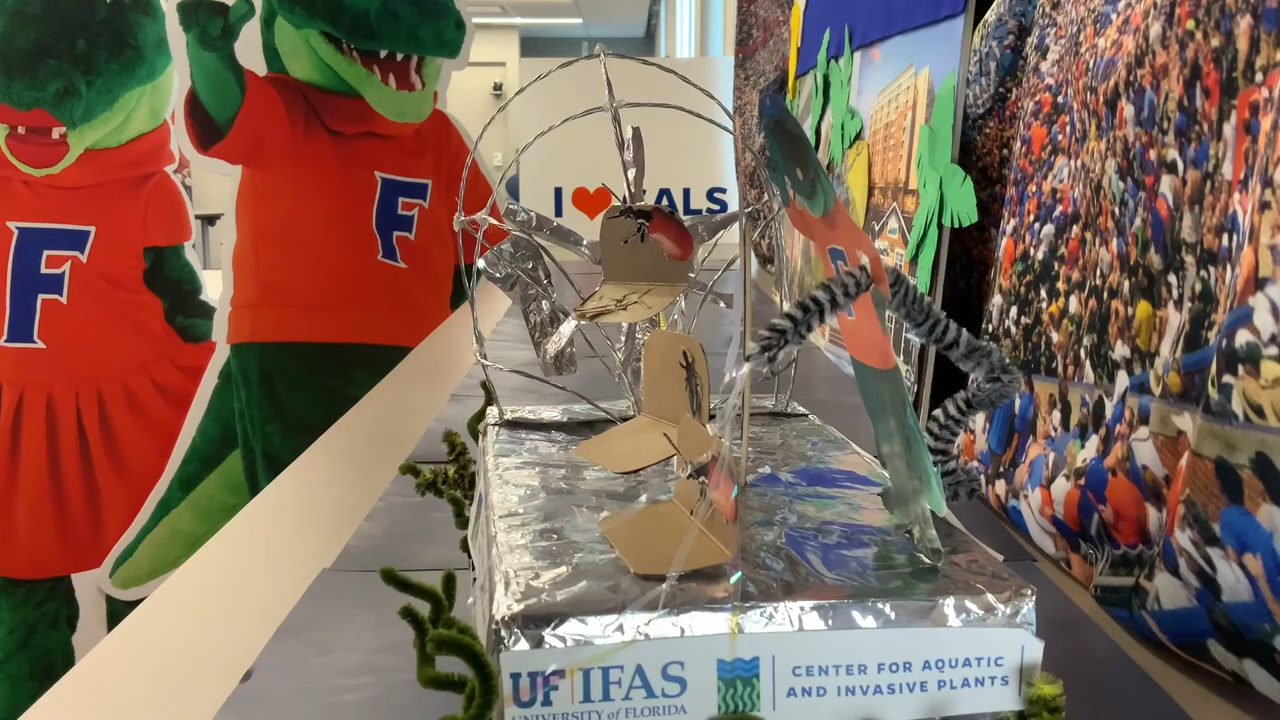 F
F
I ❤ CALS
F
UF|IFAS
UNIVERSITY of FLORIDA
CENTER FOR AQUATIC
AND INVASIVE PLANTS